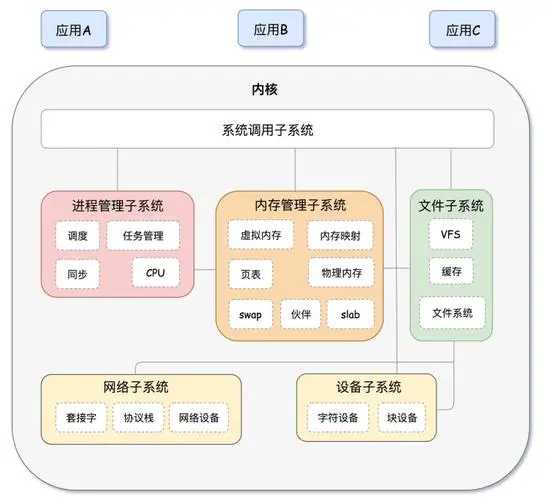 应用A
应用B
应用C
内核
系统调用子系统
进程管理子系统
调度
任务管理
同步
CPU
内存管理子系统
虚拟内存
内存映射
页表
物理内存
swap
伙伴
slab
文件子系统
VFS
缓存
文件系统
网络子系统
套接字
协议栈
网络设备
设备子系统
字符设备
块设备